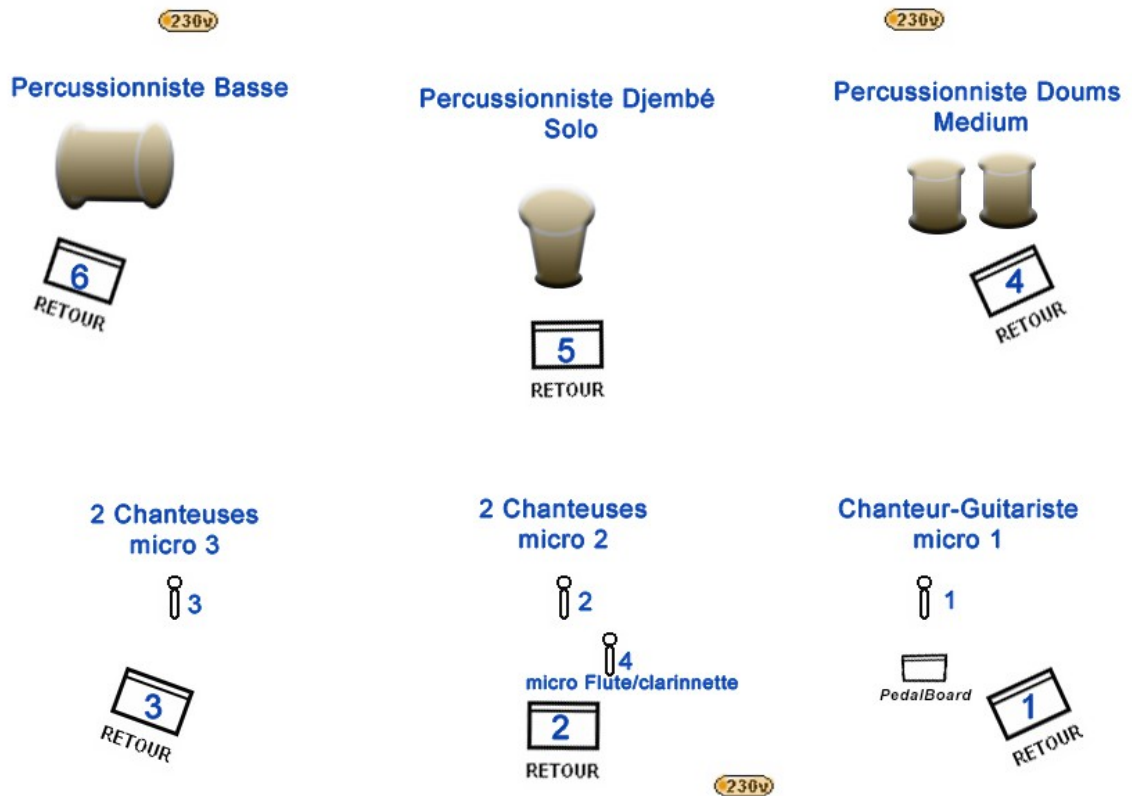 230v
230v
Percussionniste Basse
Percussionniste Djembé
Solo
Percussionniste Doums
Medium
6
RETOUR
5
RETOUR
4
RETOUR
2 Chanteuses
micro 3
2 Chanteuses
micro 2
Chanteur-Guitariste
micro 1
3
2
1
4
micro Flute/clarinnette
PedalBoard
3
RETOUR
2
RETOUR
1
RETOUR
230v